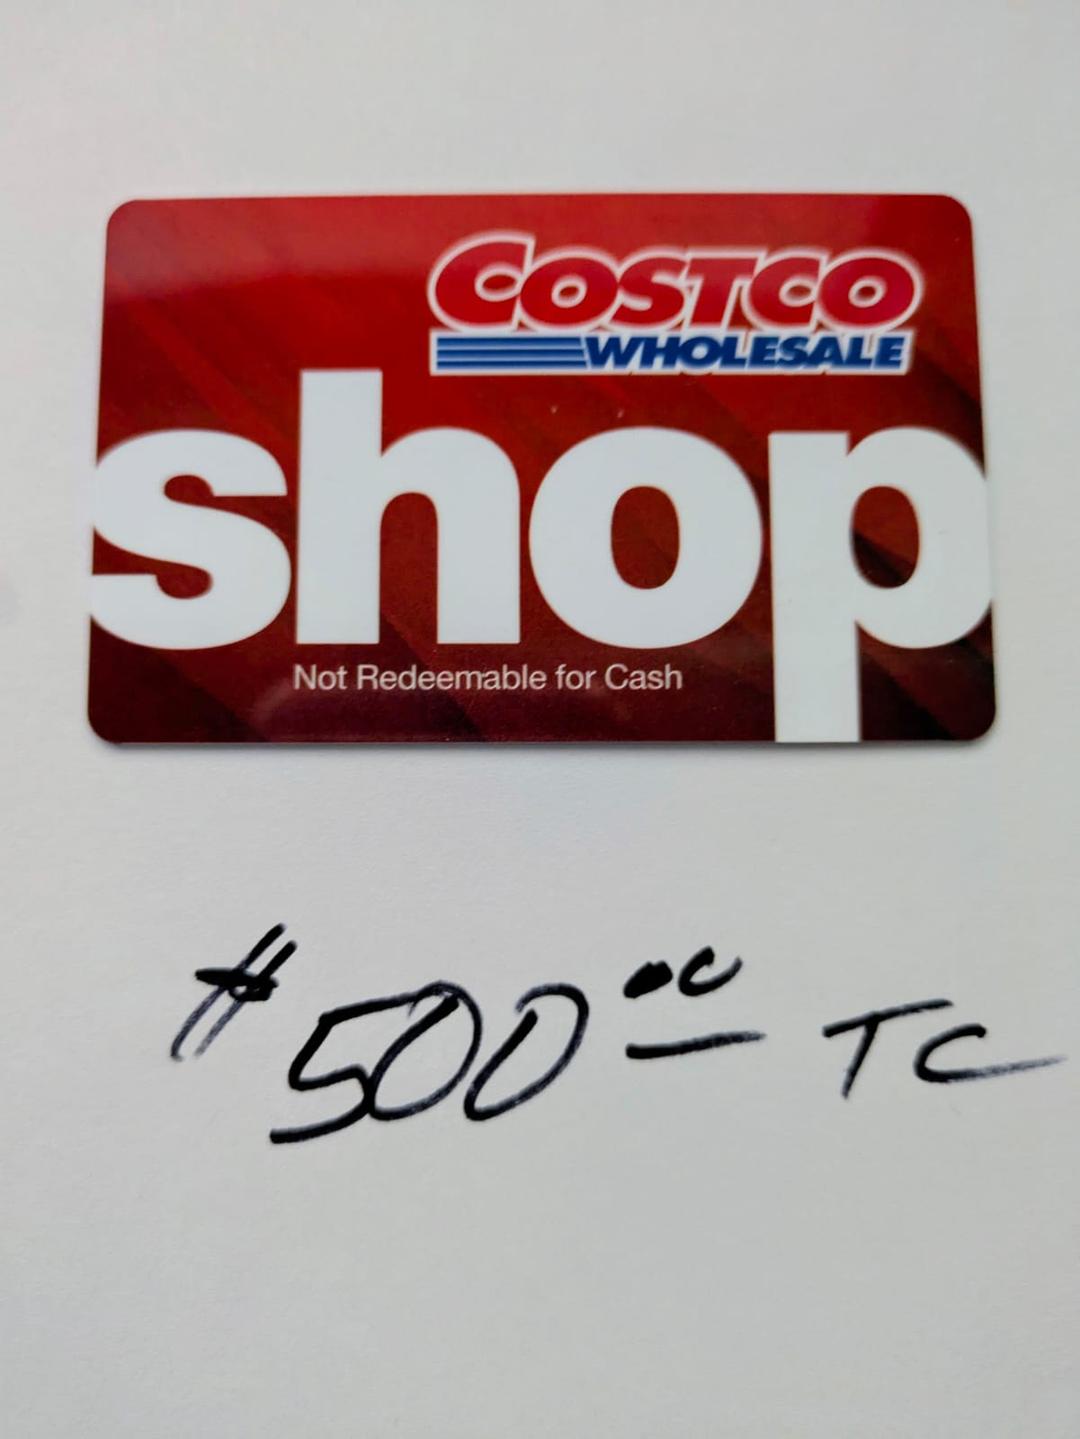 COSTCO
WHOLESALE
shop
Not Redeemable for Cash
$500 00 TC